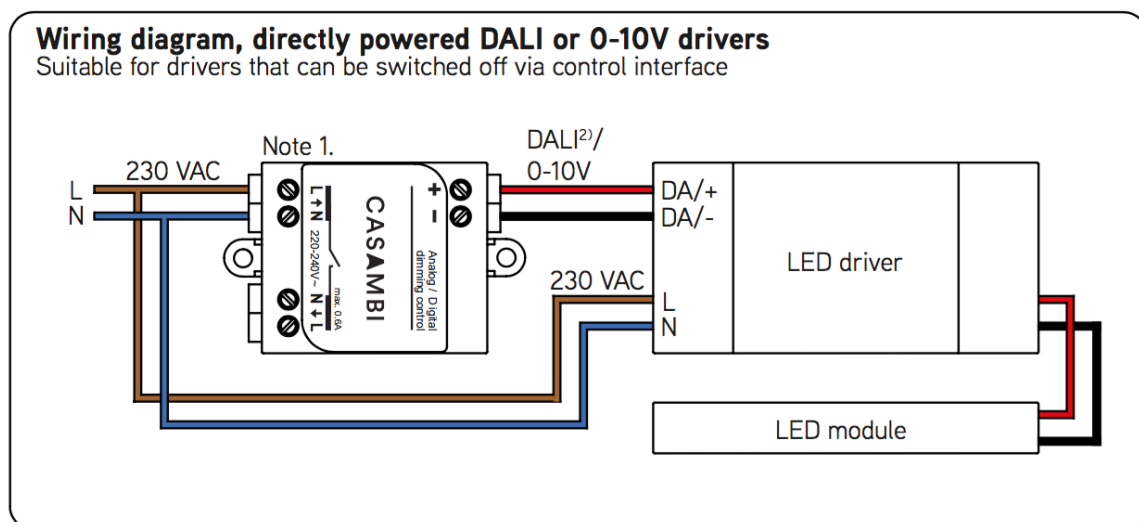 Wiring diagram, directly powered DALI or 0-10V drivers
Suitable for drivers that can be switched off via control interface
Note 1.
DALI²⁾/
0-10V
230 VAC
L
N
L N
220-240V~
N L
max. 0.6A
CASAMBI
Analog / Digital
dimming control
+
-
DA/+
DA/-
LED driver
230 VAC
L
N
LED module